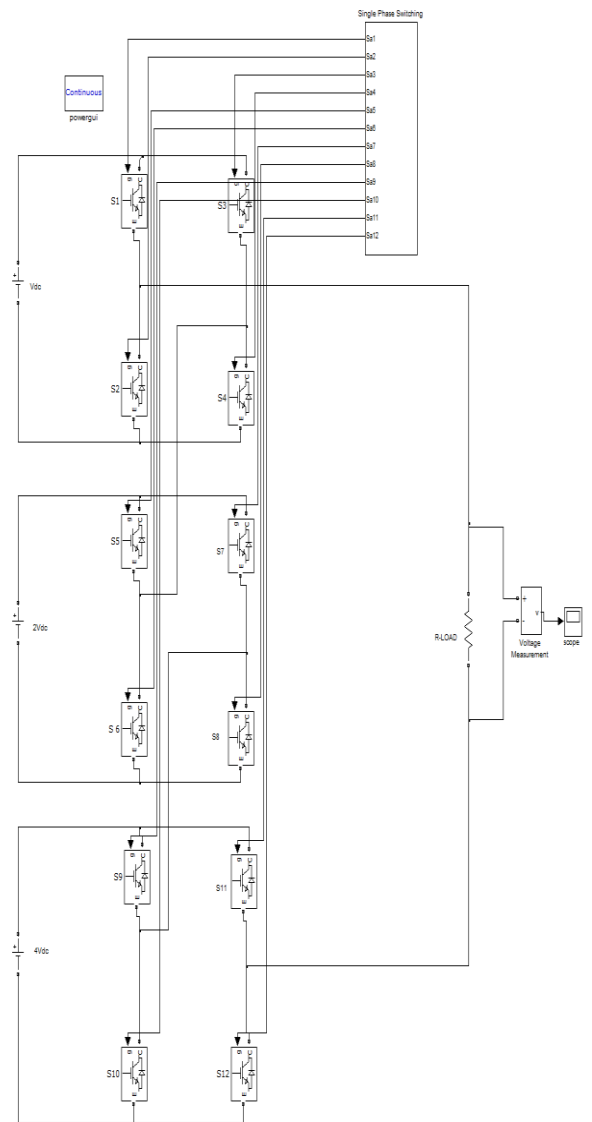 Single Phase Switching
Sa1
Sa2
Sa3
Sa4
Sa5
Sa6
Sa7
Sa8
Sa9
Sa10
Sa11
Sa12
Continuous
powergui
g C
E
S1
g C
E
S3
Vdc
g C
E
S2
g C
E
S4
g C
E
S5
g C
E
S7
2Vdc
R-LOAD
+
-
v
Voltage
Measurement
scope
g C
E
S 6
g C
E
S8
g C
E
S9
g C
E
S11
4Vdc
g C
E
S10
g C
E
S12